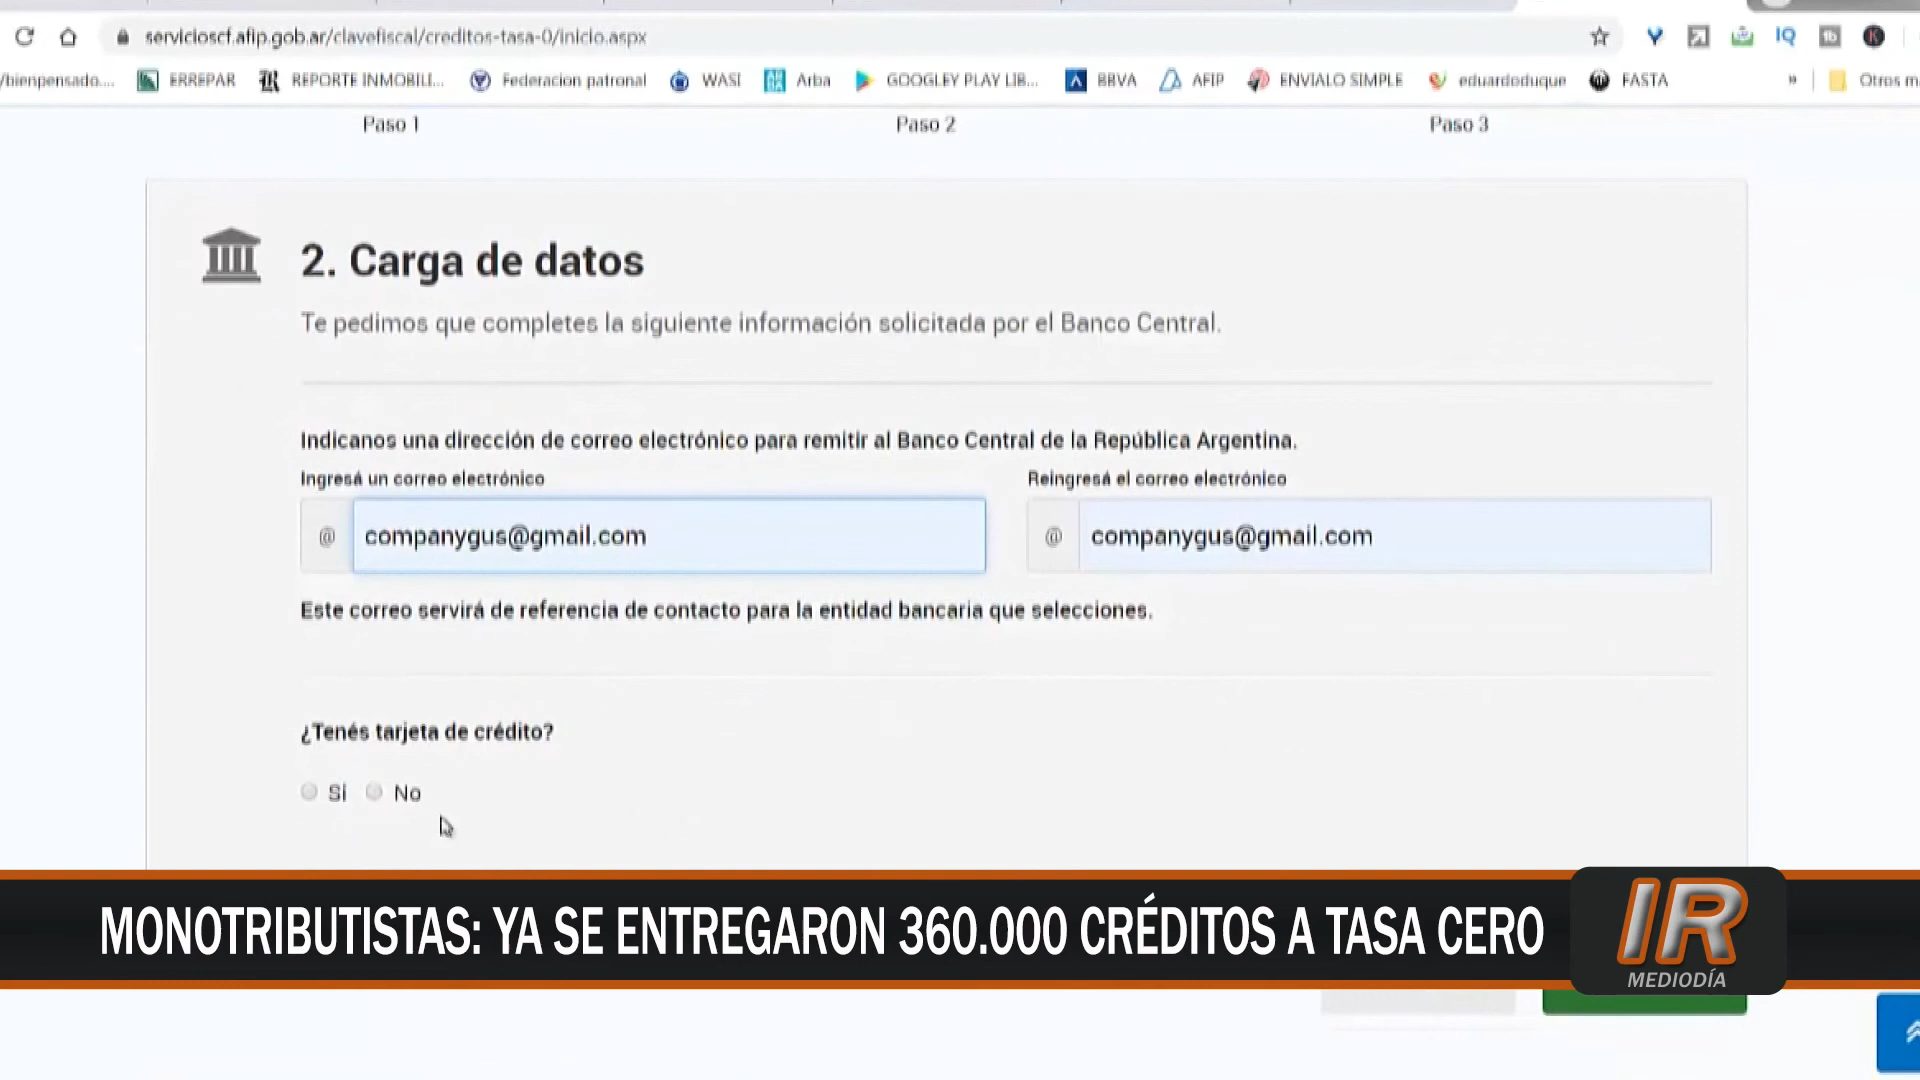 servicioscf.afip.gob.ar/clavefiscal/creditos-tasa-0/inicio.aspx
/bienpensado.... ERREPAR REPORTE INMOBILI... Federacion patronal WASI Arba GOOGLEY PLAY LIB... BBVA AFIP ENVIALO SIMPLE eduardoduque FASTA » Otros m
Paso 1 Paso 2 Paso 3
2. Carga de datos
Te pedimos que completes la siguiente información solicitada por el Banco Central.
Indicanos una dirección de correo electrónico para remitir al Banco Central de la República Argentina.
Ingresá un correo electrónico Reingresá el correo electrónico
@ companygus@gmail.com @ companygus@gmail.com
Este correo servirá de referencia de contacto para la entidad bancaria que selecciones.
¿Tenés tarjeta de crédito?
Sí No
MONOTRIBUTISTAS: YA SE ENTREGARON 360.000 CRÉDITOS A TASA CERO
IR
MEDIODÍA